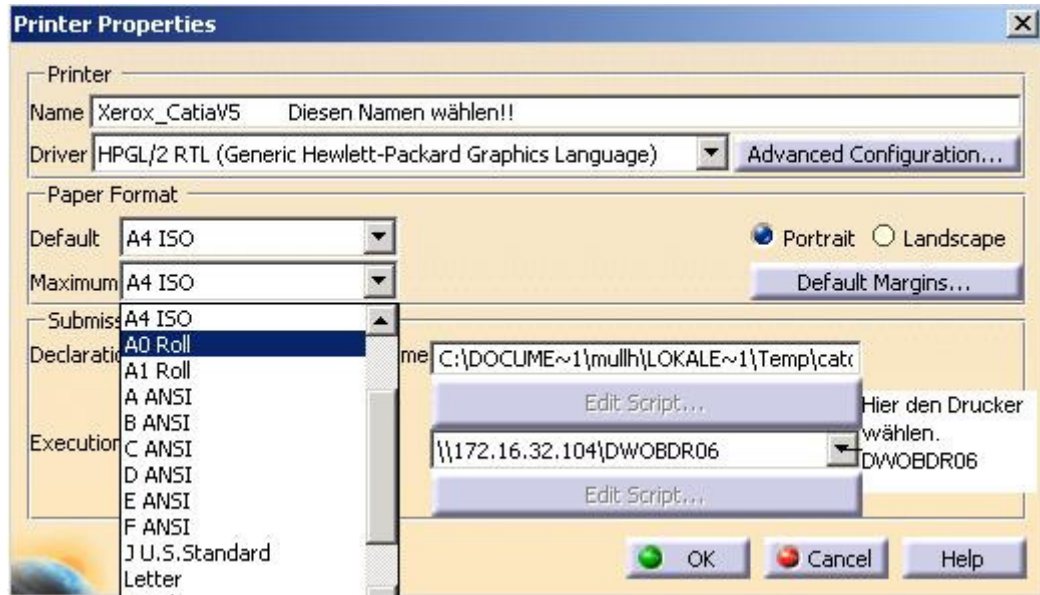 Printer Properties
Printer
Name Xerox_CatiaV5 Diesen Namen wählen!!
Driver HPGL/2 RTL (Generic Hewlett-Packard Graphics Language) Advanced Configuration...
Paper Format
Default A4 ISO Portrait Landscape
Maximum A4 ISO Default Margins...
A4 ISO
A0 Roll
A1 Roll
A ANSI
B ANSI
C ANSI
D ANSI
E ANSI
F ANSI
J U.S.Standard
Letter
C:\DOCUME~1\mullh\LOKALE~1\Temp\catc
Edit Script...
\\172.16.32.104\DWOBDR06
Edit Script...
Hier den Drucker
wählen.
DWOBDR06
OK Cancel Help